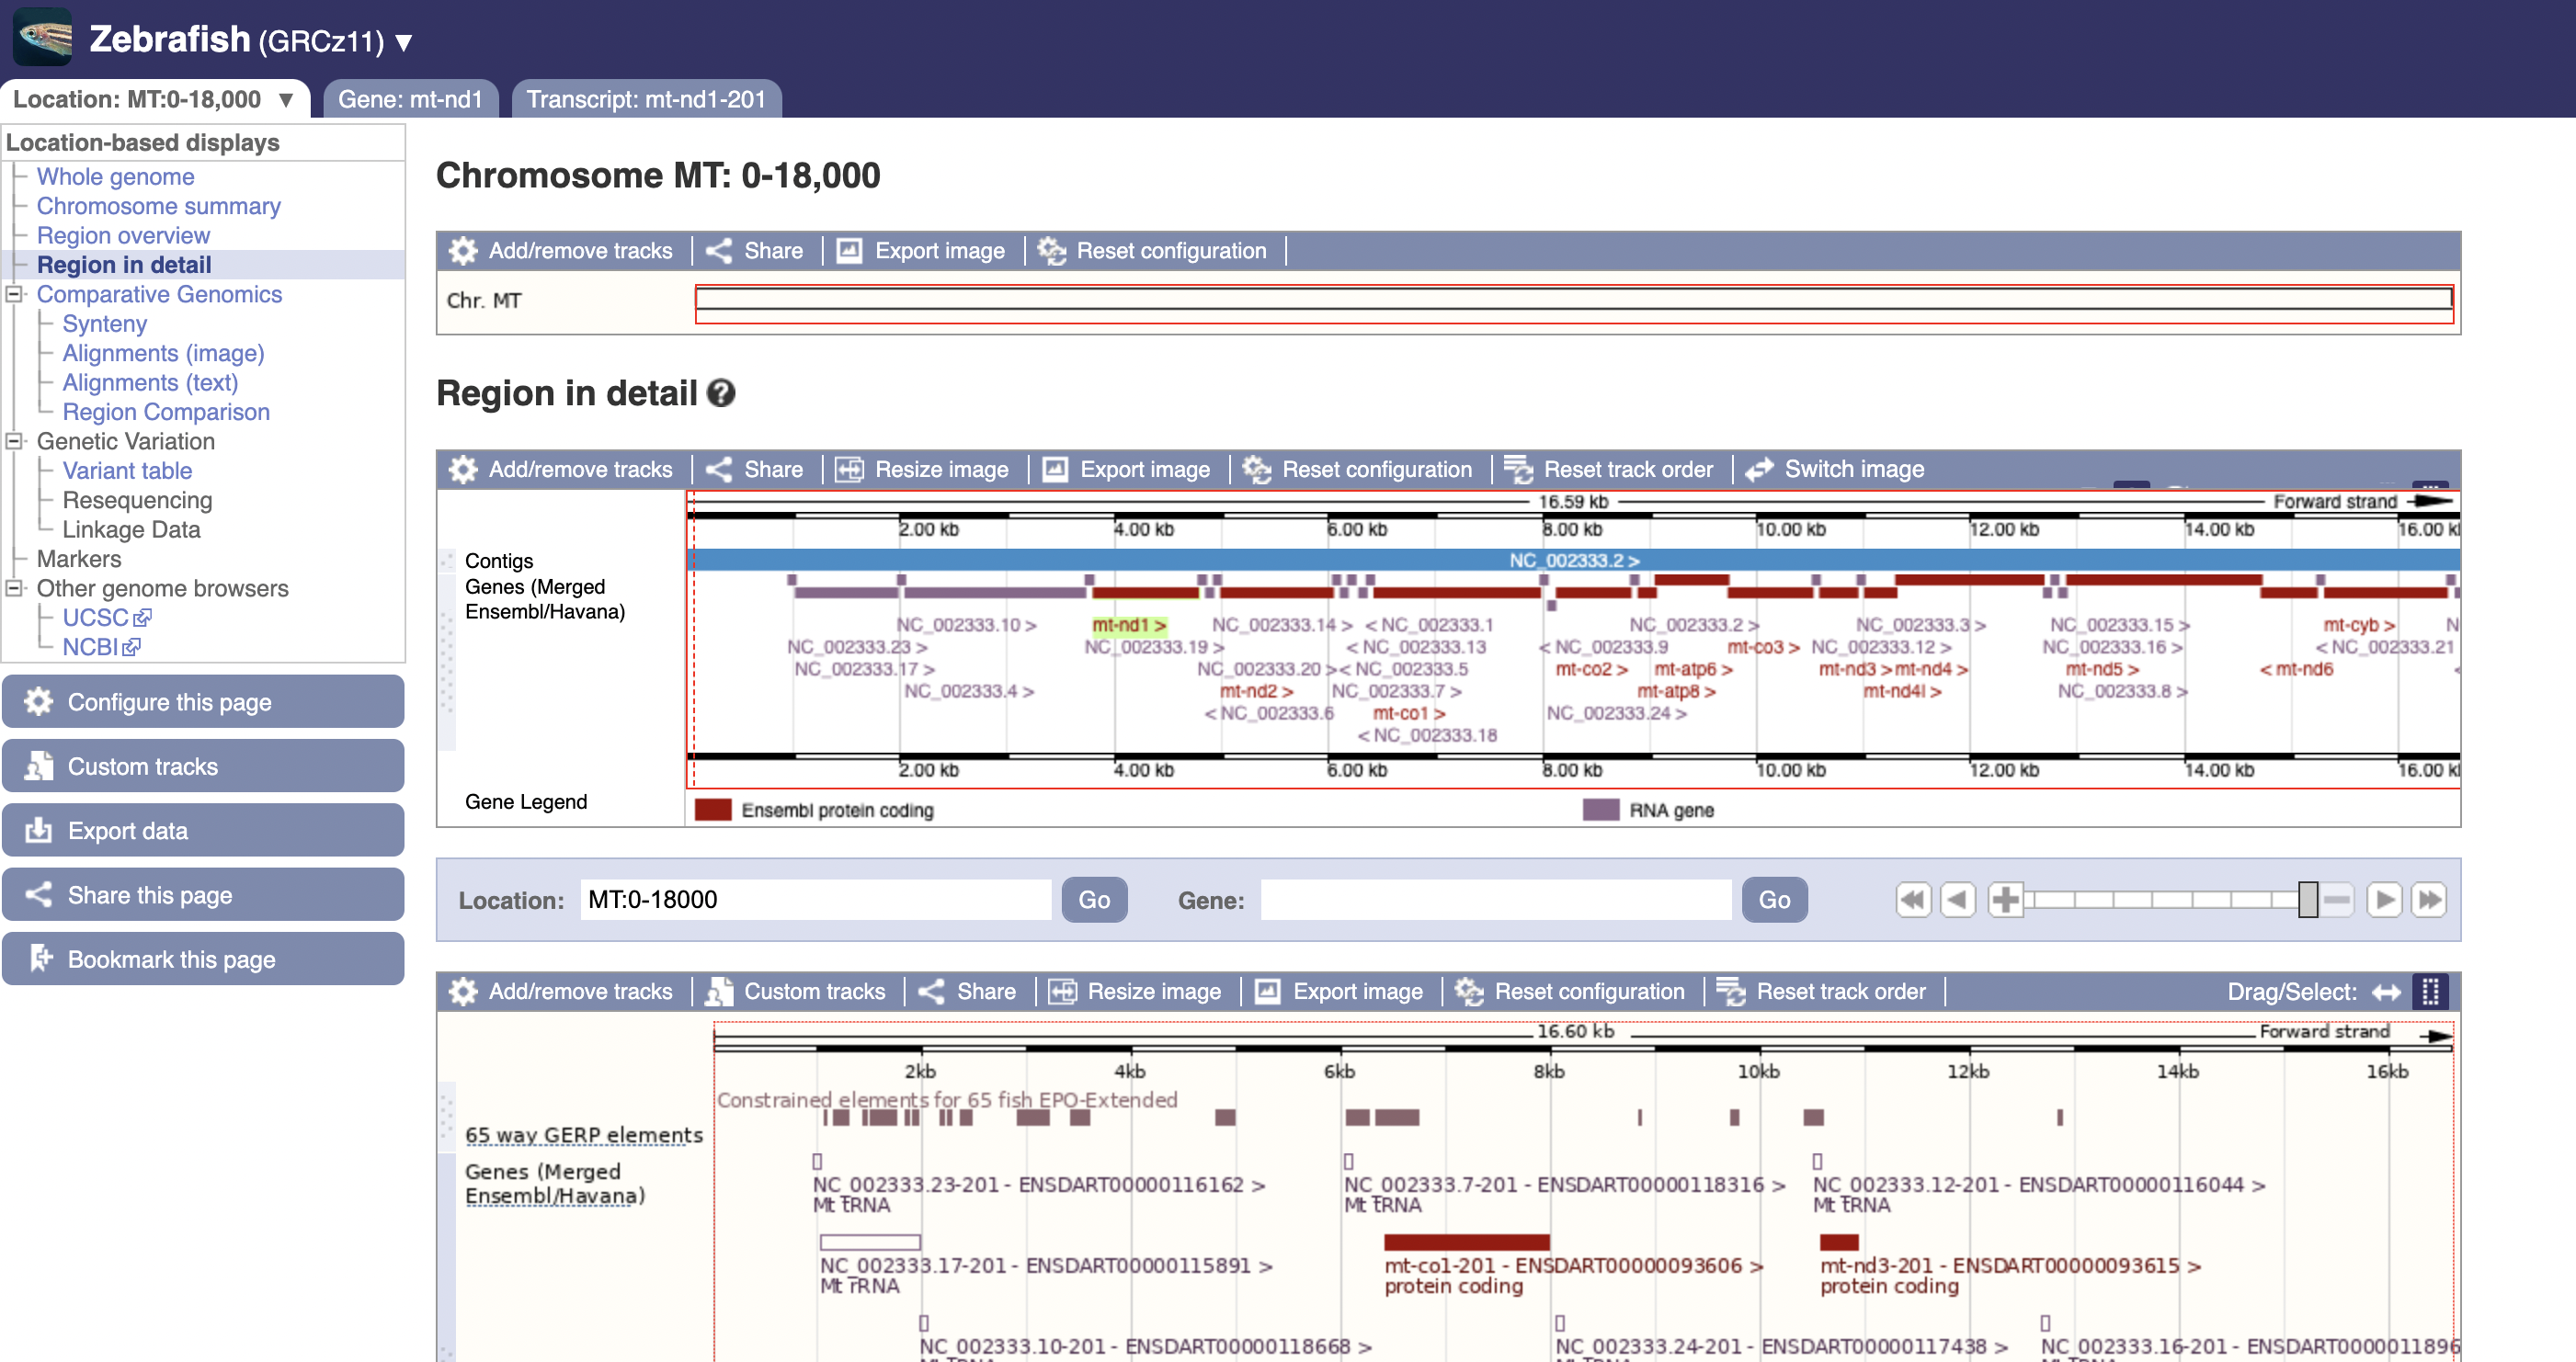 Zebrafish (GRCz11) ▼
Location: MT:0-18,000 ▼
Gene: mt-nd1
Transcript: mt-nd1-201
Location-based displays
Whole genome
Chromosome summary
Region overview
Region in detail
Comparative Genomics
Synteny
Alignments (image)
Alignments (text)
Region Comparison
Genetic Variation
Variant table
Resequencing
Linkage Data
Markers
Other genome browsers
UCSC
NCBI
Configure this page
Custom tracks
Export data
Share this page
Bookmark this page
Chromosome MT: 0-18,000
Add/remove tracks Share Export image Reset configuration
Chr. MT
Region in detail ?
Add/remove tracks Share Resize image Export image Reset configuration Reset track order Switch image
16.59 kb Forward strand
2.00 kb 4.00 kb 6.00 kb 8.00 kb 10.00 kb 12.00 kb 14.00 kb 16.00 k
Contigs
NC_002333.2 >
Genes (Merged
Ensembl/Havana)
NC_002333.10 > mt-nd1 > NC_002333.14 > < NC_002333.1 NC_002333.2 > NC_002333.3 > NC_002333.15 > mt-cyb > N
NC_002333.23 > NC_002333.19 > < NC_002333.13 < NC_002333.9 mt-co3 > NC_002333.12 > NC_002333.16 > < NC_002333.21
NC_002333.17 > NC_002333.20 > < NC_002333.5 mt-co2 > mt-atp6 > mt-nd3 > mt-nd4 > mt-nd5 > < mt-nd6
NC_002333.4 > mt-nd2 > NC_002333.7 > mt-atp8 > mt-nd4l > NC_002333.8 >
< NC_002333.6 mt-co1 > NC_002333.24 >
< NC_002333.18
2.00 kb 4.00 kb 6.00 kb 8.00 kb 10.00 kb 12.00 kb 14.00 kb 16.00 k
Gene Legend
Ensembl protein coding RNA gene
Location: MT:0-18000 Go Gene: Go
Add/remove tracks Custom tracks Share Resize image Export image Reset configuration Reset track order Drag/Select:
16.60 kb Forward strand
2kb 4kb 6kb 8kb 10kb 12kb 14kb 16kb
Constrained elements for 65 fish EPO-Extended
65 way GERP elements
Genes (Merged
Ensembl/Havana)
NC_002333.23-201 - ENSDART00000116162 > NC_002333.7-201 - ENSDART00000118316 > NC_002333.12-201 - ENSDART00000116044 >
Mt tRNA Mt tRNA Mt tRNA
NC_002333.17-201 - ENSDART00000115891 > mt-co1-201 - ENSDART00000093606 > mt-nd3-201 - ENSDART00000093615 >
Mt rRNA protein coding protein coding
NC_002333.10-201 - ENSDART00000118668 > NC_002333.24-201 - ENSDART00000117438 > NC_002333.16-201 - ENSDART0000011896